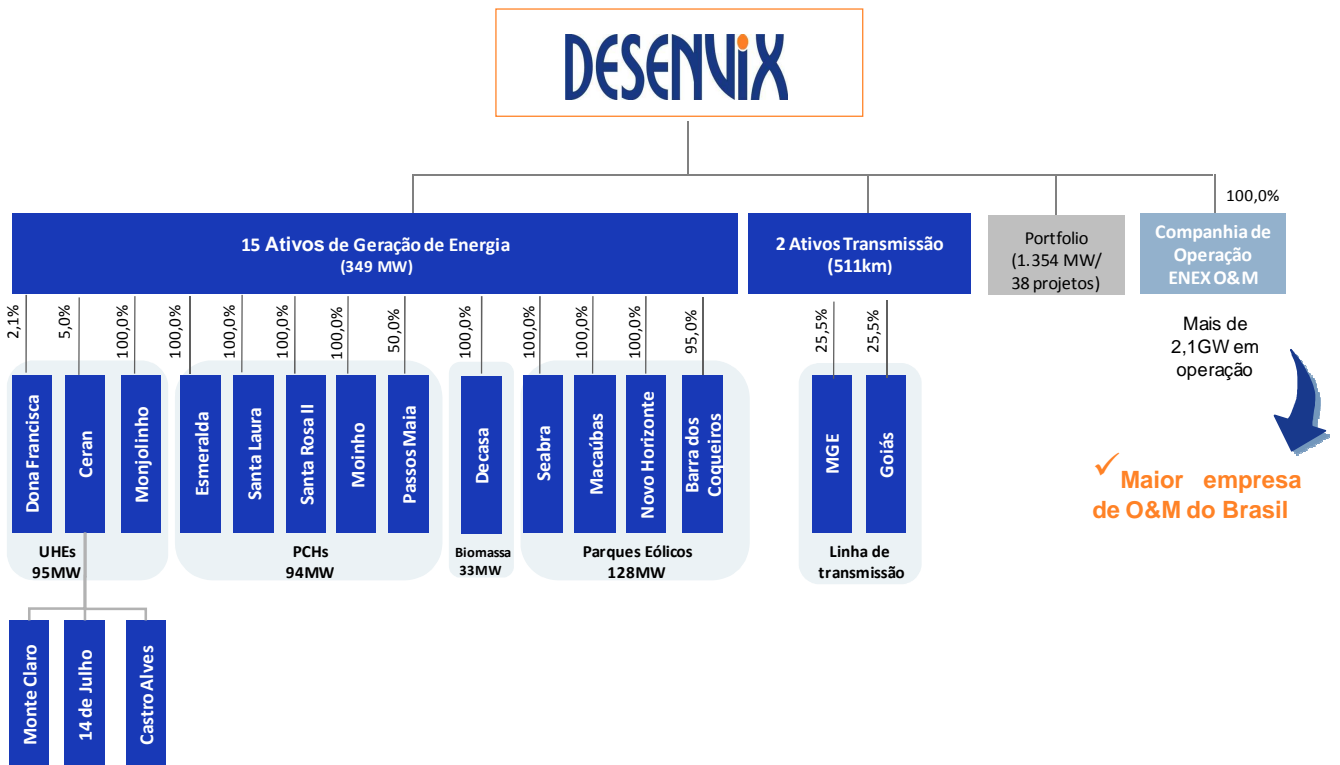 DESENVIX
100,0%
15 Ativos de Geração de Energia
(349 MW)
2 Ativos Transmissão
(511km)
Portfolio
(1.354 MW/
38 projetos)
Companhia de
Operação
ENEX O&M
2,1%
5,0%
100,0%
100,0%
100,0%
100,0%
100,0%
50,0%
100,0%
100,0%
100,0%
100,0%
95,0%
25,5%
25,5%
Mais de
2,1GW em
operação
Dona Francisca
Ceran
Monjolinho
Esmeralda
Santa Laura
Santa Rosa II
Moinho
Passos Maia
Decasa
Seabra
Macaúbas
Novo Horizonte
Barra dos
Coqueiros
MGE
Goiás
✓Maior empresa
de O&M do Brasil
UHEs
95MW
PCHs
94MW
Biomassa
33MW
Parques Eólicos
128MW
Linha de
transmissão
Monte Claro
14 de Julho
Castro Alves